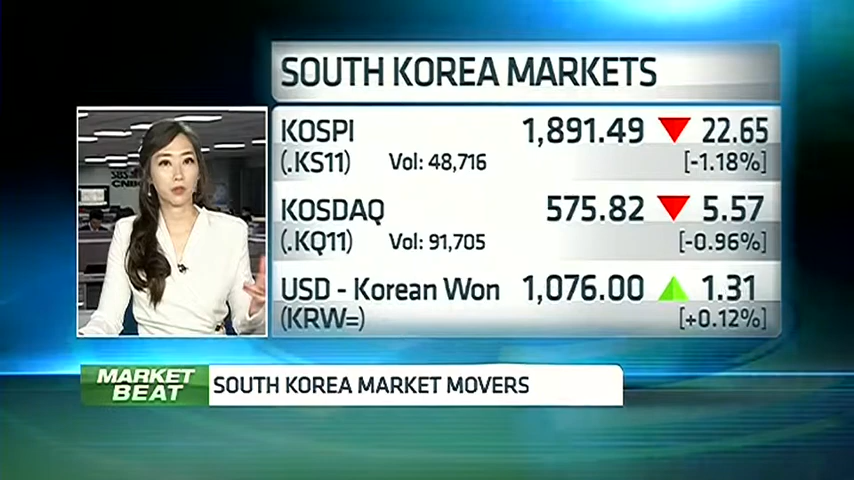 SOUTH KOREA MARKETS
KOSPI 1,891.49 22.65
(.KS11) Vol: 48,716 [-1.18%]
KOSDAQ 575.82 5.57
(.KQ11) Vol: 91,705 [-0.96%]
USD - Korean Won 1,076.00 1.31
(KRW=) [+0.12%]
SBS
CNBC
MARKET
BEAT
SOUTH KOREA MARKET MOVERS